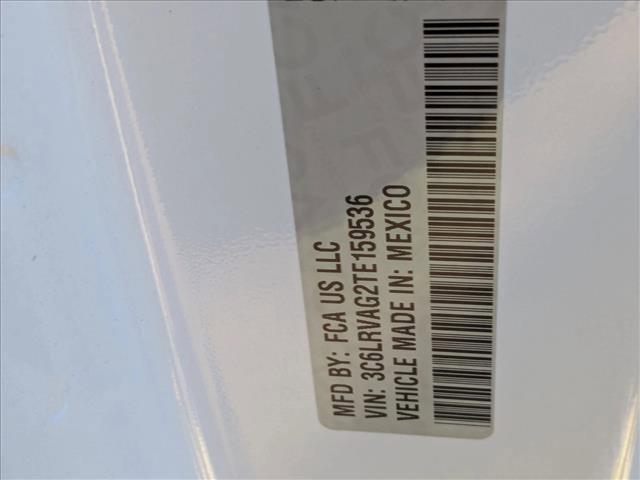 MFD BY: FCA US LLC
VIN: 3C6LRVAG2TE159536
VEHICLE MADE IN: MEXICO